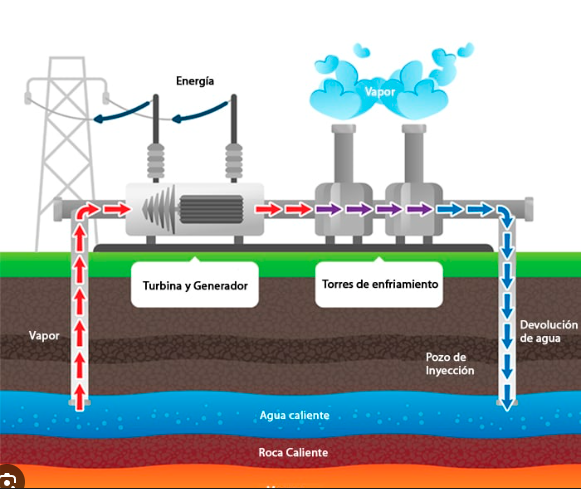 Energía
Vapor
Turbina y Generador
Torres de enfriamiento
Vapor
Devolución
de agua
Pozo de
Inyección
Agua caliente
Roca Caliente